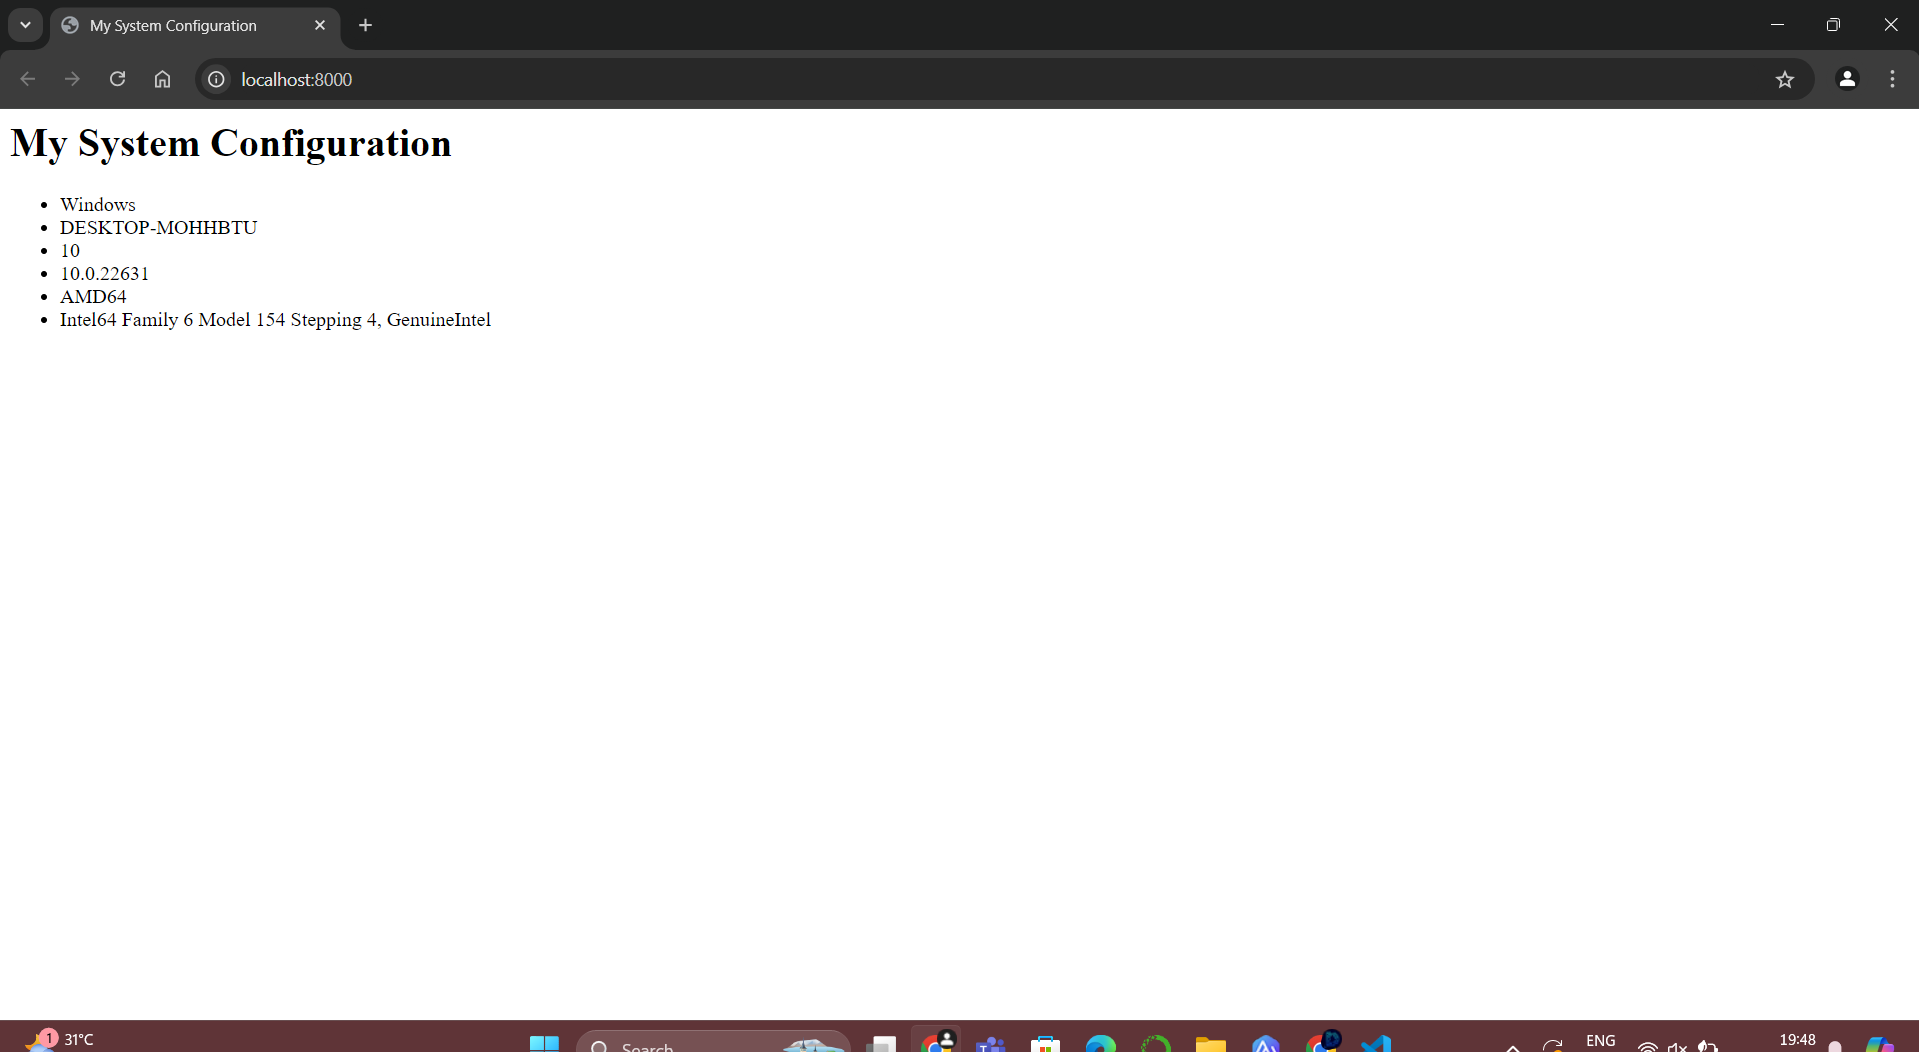 My System Configuration
localhost:8000
My System Configuration
Windows
DESKTOP-MOHHBTU
10
10.0.22631
AMD64
Intel64 Family 6 Model 154 Stepping 4, GenuineIntel
1
31°C
Search
T
ENG
19:48